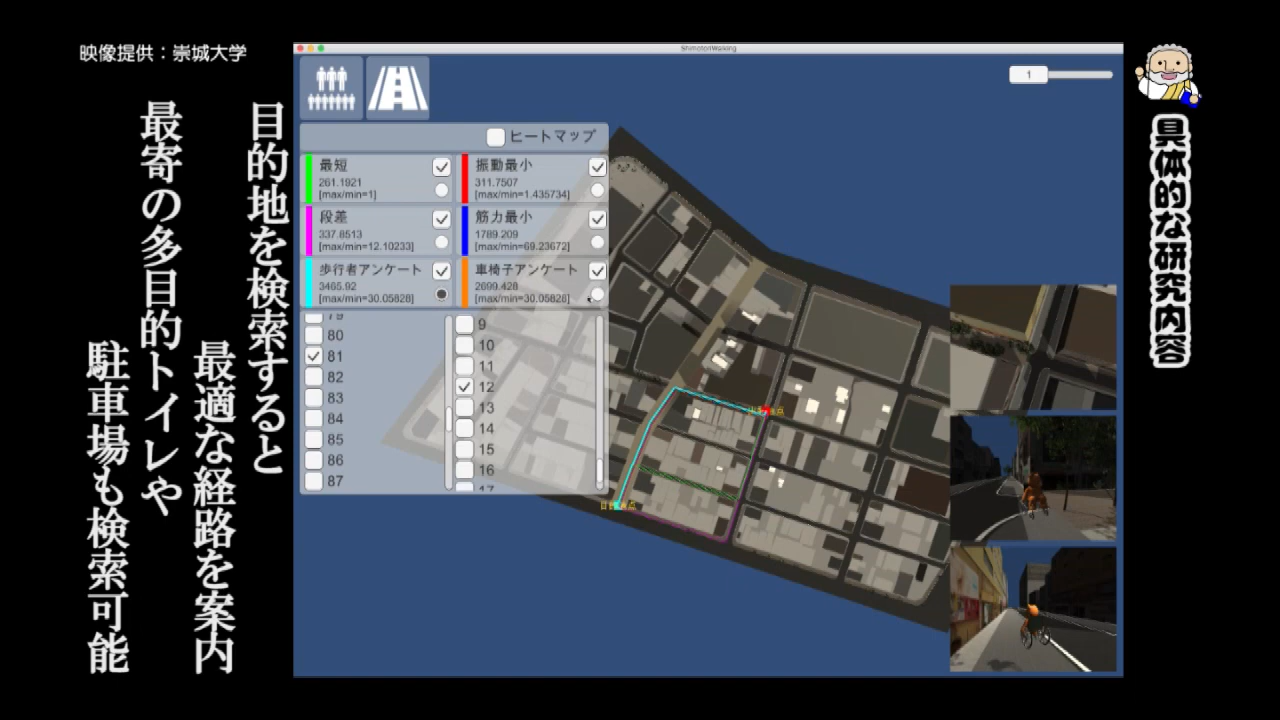 映像提供：崇城大学
具体的な研究内容
目的地を検索すると
最適な経路を案内
最寄の多目的トイレや
駐車場も検索可能
ShimotoriWalking
1
ヒートマップ
最短
261.1921
[max/min=1]
振動最小
311.7507
[max/min=1.435734]
段差
337.8513
[max/min=12.10233]
筋力最小
1789.209
[max/min=69.23672]
歩行者アンケート
3465.92
[max/min=30.05828]
車椅子アンケート
2699.428
[max/min=30.05828]
79
80
81
82
83
84
85
86
87
9
10
11
12
13
14
15
16
17